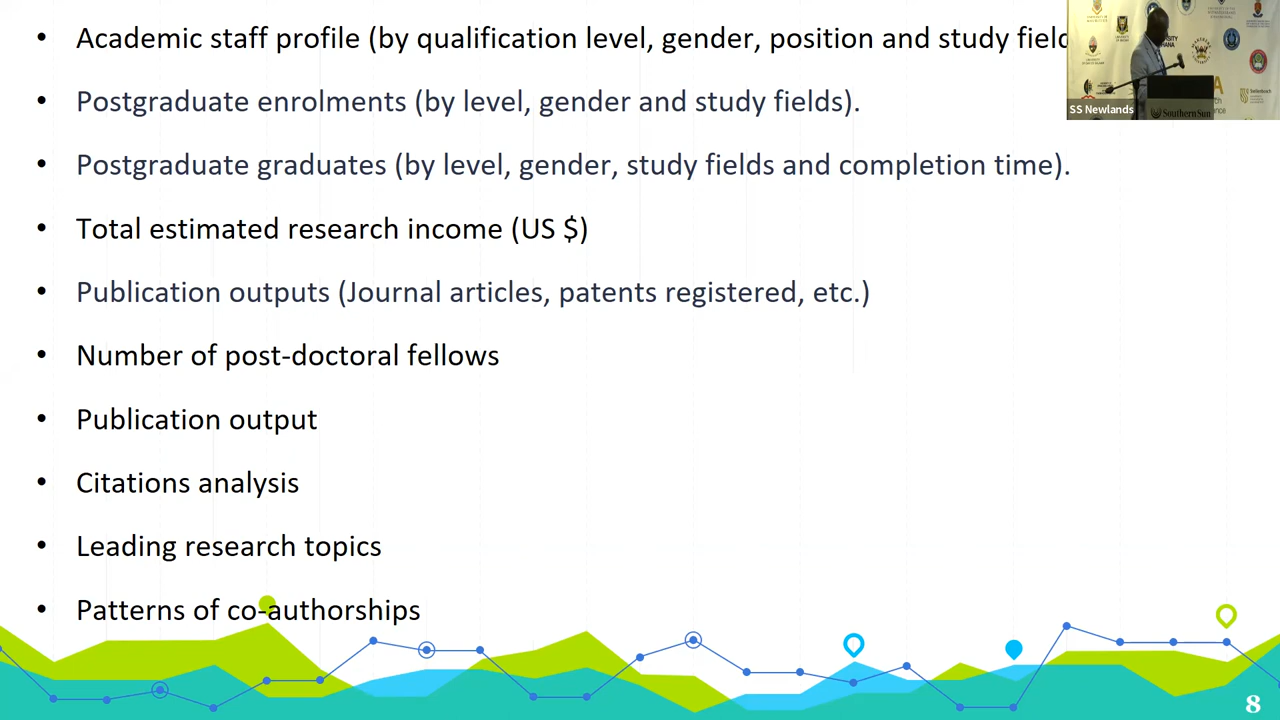 • Academic staff profile (by qualification level, gender, position and study field
• Postgraduate enrolments (by level, gender and study fields).
• Postgraduate graduates (by level, gender, study fields and completion time).
• Total estimated research income (US $)
• Publication outputs (Journal articles, patents registered, etc.)
• Number of post-doctoral fellows
• Publication output
• Citations analysis
• Leading research topics
• Patterns of co-authorships
SS Newlands
Southern Sun
8